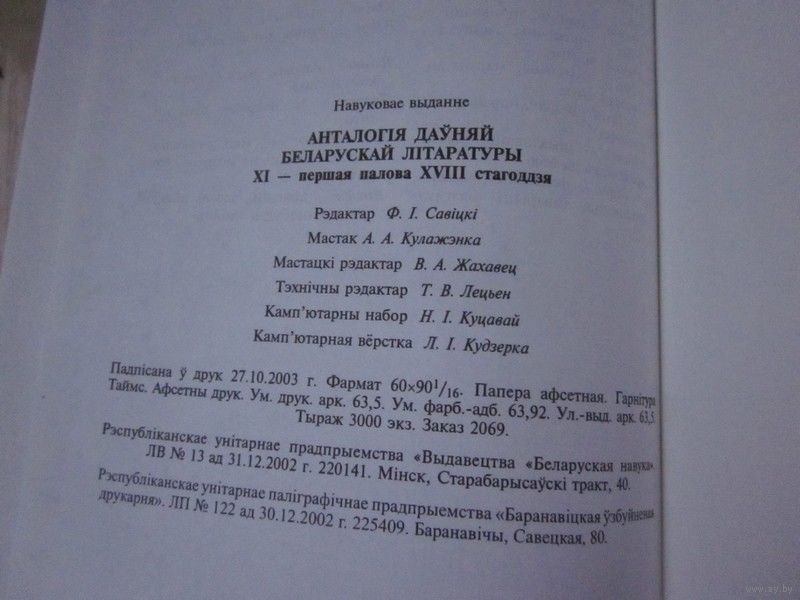 Навуковае выданне
АНТАЛОГІЯ ДАЎНЯЙ
БЕЛАРУСКАЙ ЛІТАРАТУРЫ
XI — першая палова XVIII стагоддзя
Рэдактар Ф. І. Савіцкі
Мастак А. А. Кулажэнка
Мастацкі рэдактар В. А. Жахавец
Тэхнічны рэдактар Т. В. Лецьен
Камп'ютарны набор Н. І. Куцавай
Камп'ютарная вёрстка Л. І. Кудзерка
Падпісана ў друк 27.10.2003 г. Фармат 60×90¹/₁₆. Папера афсетная. Гарнітура
Таймс. Афсетны друк. Ум. друк. арк. 63,5. Ум. фарб.-адб. 63,92. Ул.-выд. арк. 63,5.
Тыраж 3000 экз. Заказ 2069.
Рэспубліканскае унітарнае прадпрыемства «Выдавецтва «Беларуская навука».
ЛВ № 13 ад 31.12.2002 г. 220141. Мінск, Старабарысаўскі тракт, 40.
Рэспубліканскае унітарнае паліграфічнае прадпрыемства «Баранавіцкая ўзбуйненая
друкарня». ЛП № 122 ад 30.12.2002 г. 225409. Баранавічы, Савецкая, 80.
www.ay.by